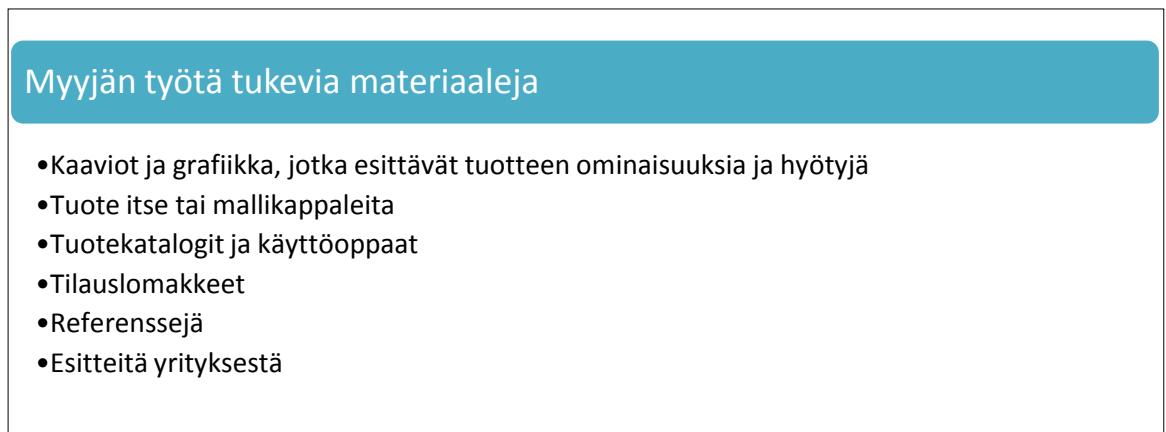 Myyjän työtä tukevia materiaaleja
•Kaaviot ja grafiikka, jotka esittävät tuotteen ominaisuuksia ja hyötyjä
•Tuote itse tai mallikappaleita
•Tuotekatalogit ja käyttöoppaat
•Tilauslomakkeet
•Referenssejä
•Esitteitä yrityksestä